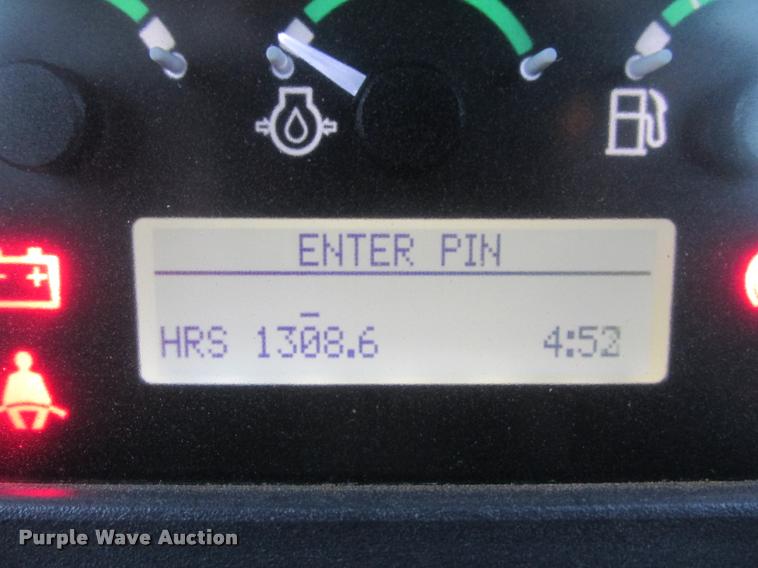 ENTER PIN
HRS 1308.6 4:52
Purple Wave Auction